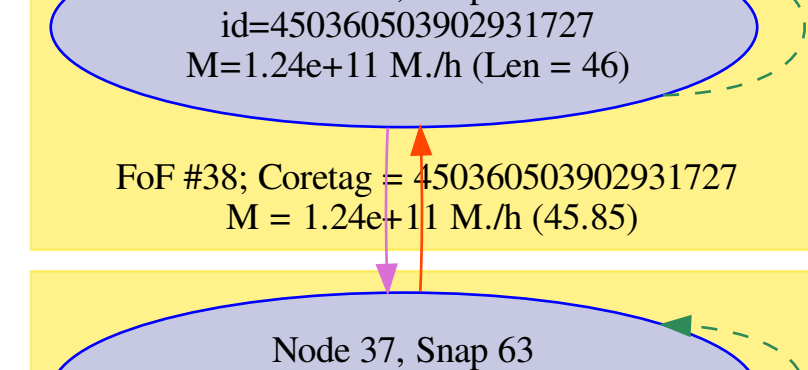 id=450360503902931727
M=1.24e+11 M./h (Len = 46)
FoF #38; Coretag = 450360503902931727
M = 1.24e+11 M./h (45.85)
Node 37, Snap 63